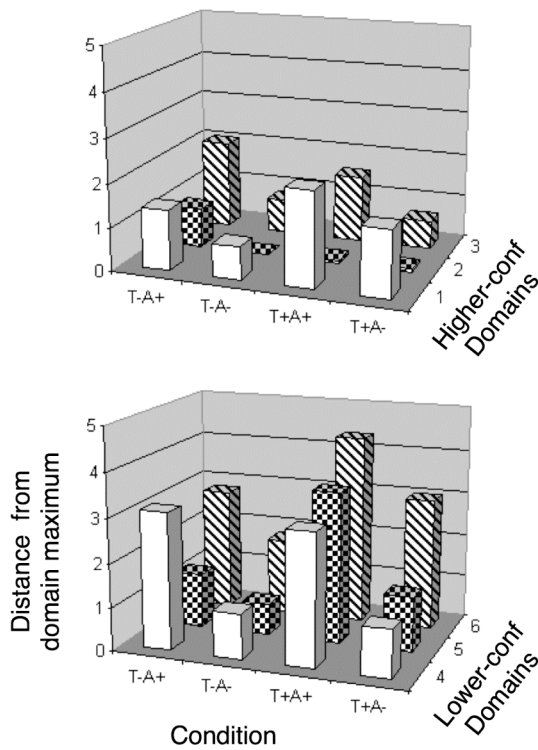 5
4
3
2
1
0
T-A+
T-A-
T+A+
T+A-
1
2
3
Higher-conf
Domains
Distance from
domain maximum
5
4
3
2
1
0
T-A+
T-A-
T+A+
T+A-
4
5
6
Lower-conf
Domains
Condition